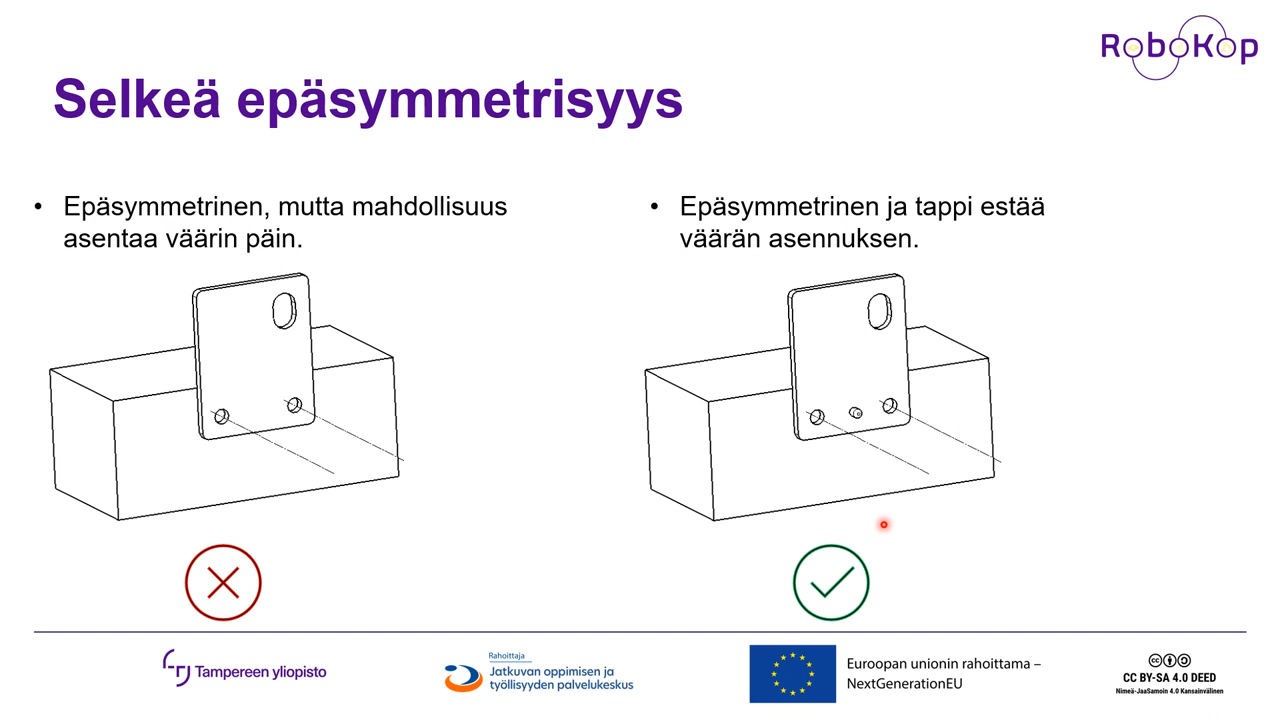 RoboKop
Selkeä epäsymmetrisyys
• Epäsymmetrinen, mutta mahdollisuus
asentaa väärin päin.
• Epäsymmetrinen ja tappi estää
väärän asennuksen.
Tampereen yliopisto
Rahoittaja
Jatkuvan oppimisen ja
työllisyyden palvelukeskus
Euroopan unionin rahoittama –
NextGenerationEU
CC BY-SA 4.0 DEED
Nimeä-JaaSamoin 4.0 Kansainvälinen